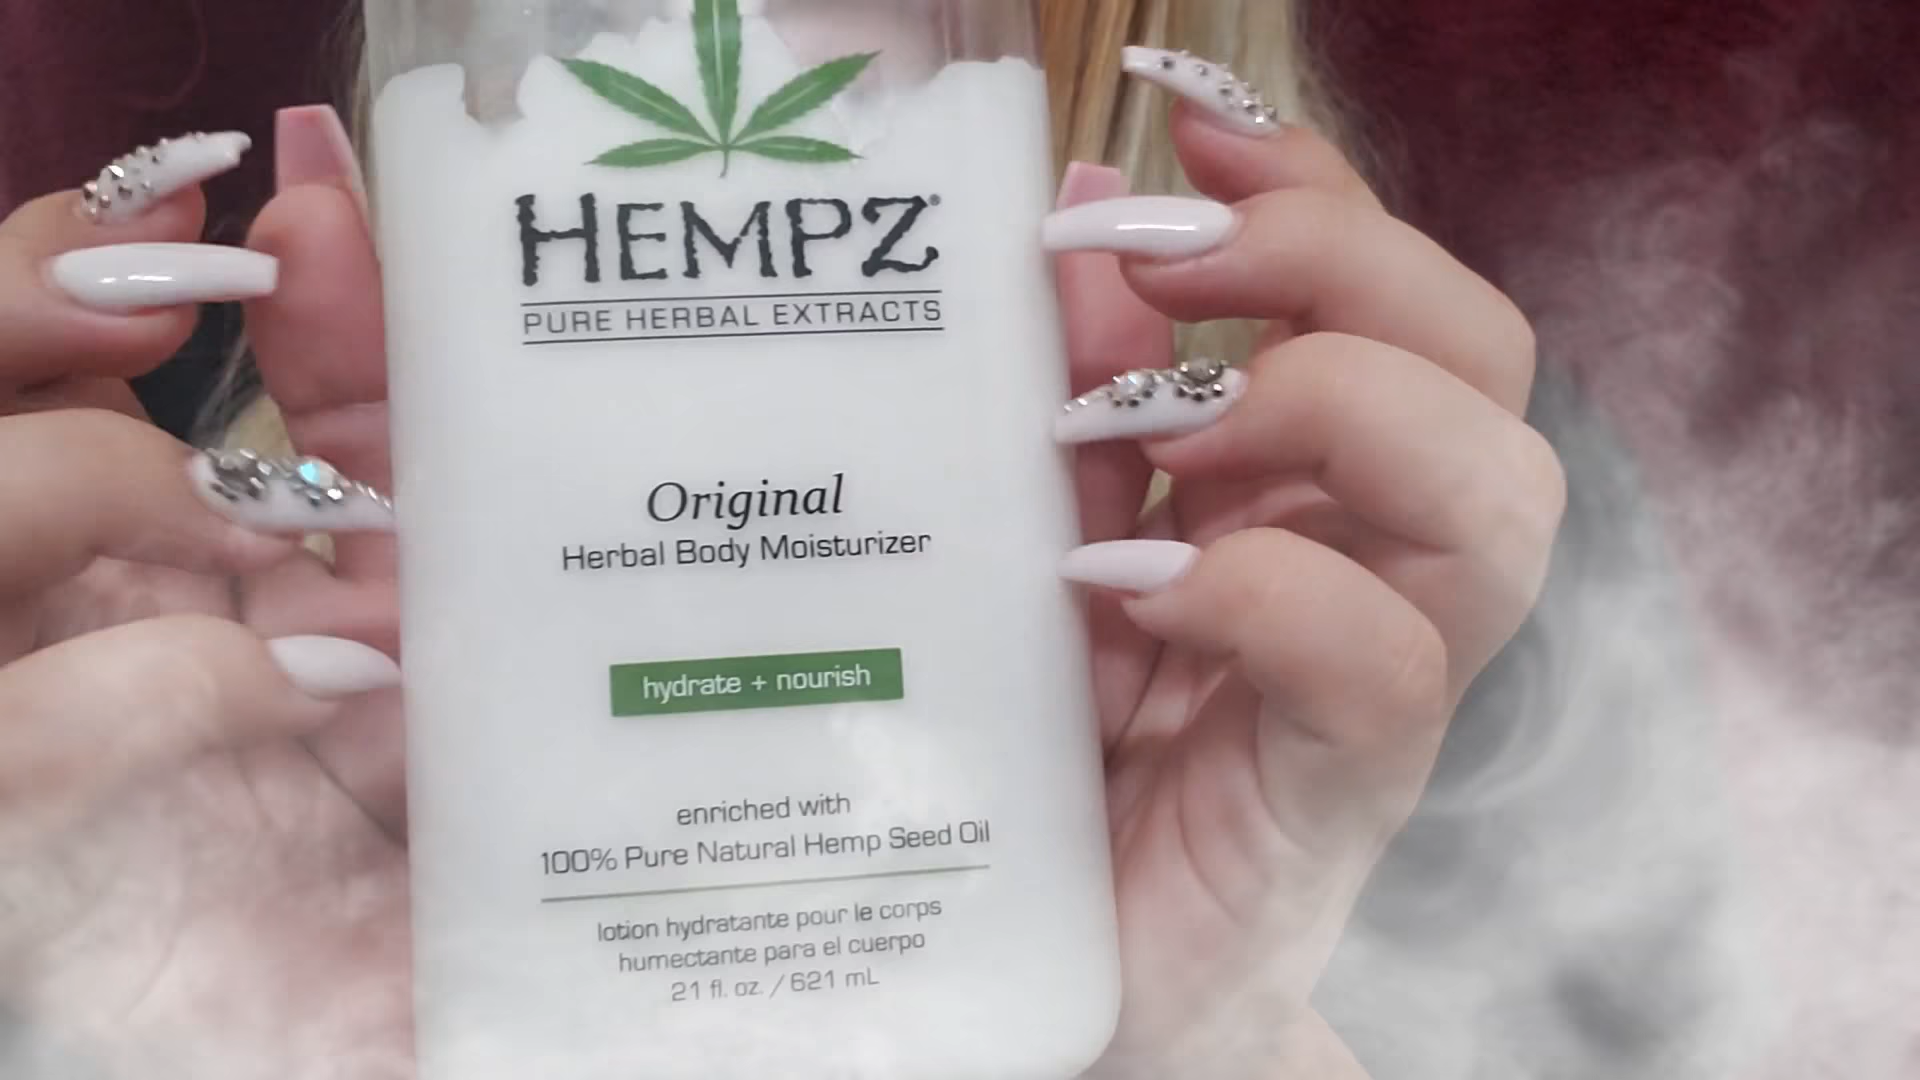 HEMPZ®
PURE HERBAL EXTRACTS
Original
Herbal Body Moisturizer
hydrate + nourish
enriched with
100% Pure Natural Hemp Seed Oil
lotion hydratante pour le corps
humectante para el cuerpo
21 fl. oz. / 621 mL